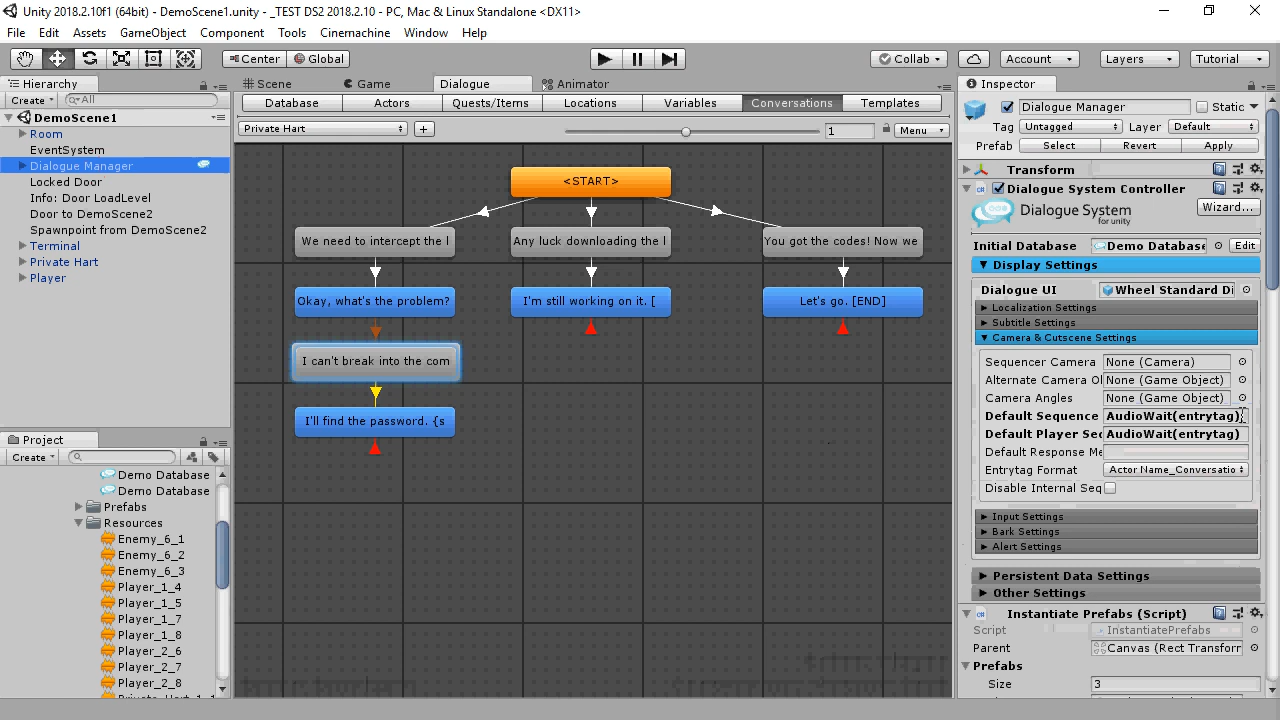 Unity 2018.2.10f1 (64bit) - DemoScene1.unity - _TEST DS2 2018.2.10 - PC, Mac & Linux Standalone <DX11>
File Edit Assets GameObject Component Tools Cinemachine Window Help
Center Global Collab Account Layers Tutorial
Hierarchy
Create All
DemoScene1
Room
EventSystem
Dialogue Manager
Locked Door
Info: Door LoadLevel
Door to DemoScene2
Spawnpoint from DemoScene2
Terminal
Private Hart
Player
Project
Create
Demo Database
Demo Database
Prefabs
Resources
Enemy_6_1
Enemy_6_2
Enemy_6_3
Player_1_4
Player_1_5
Player_1_7
Player_1_8
Player_2_6
Player_2_7
Player_2_8
Scene Game Dialogue Animator
Database Actors Quests/Items Locations Variables Conversations Templates
Private Hart + 1 Menu
<START>
We need to intercept the l
Any luck downloading the l
You got the codes! Now we
Okay, what's the problem?
I'm still working on it. [
Let's go. [END]
I can't break into the com
I'll find the password. {s
Inspector
Dialogue Manager Static
Tag Untagged Layer Default
Prefab Select Revert Apply
Transform
Dialogue System Controller
Dialogue System for unity Wizard...
Initial Database Demo Database Edit
Display Settings
Dialogue UI Wheel Standard Di
Localization Settings
Subtitle Settings
Camera & Cutscene Settings
Sequencer Camera None (Camera)
Alternate Camera Ol None (Game Object)
Camera Angles None (Game Object)
Default Sequence AudioWait(entrytag)
Default Player Sec AudioWait(entrytag)
Default Response Me
Entrytag Format Actor Name_Conversatio
Disable Internal Seq
Input Settings
Bark Settings
Alert Settings
Persistent Data Settings
Other Settings
Instantiate Prefabs (Script)
Script InstantiatePrefabs
Parent Canvas (Rect Transform
Prefabs
Size 3